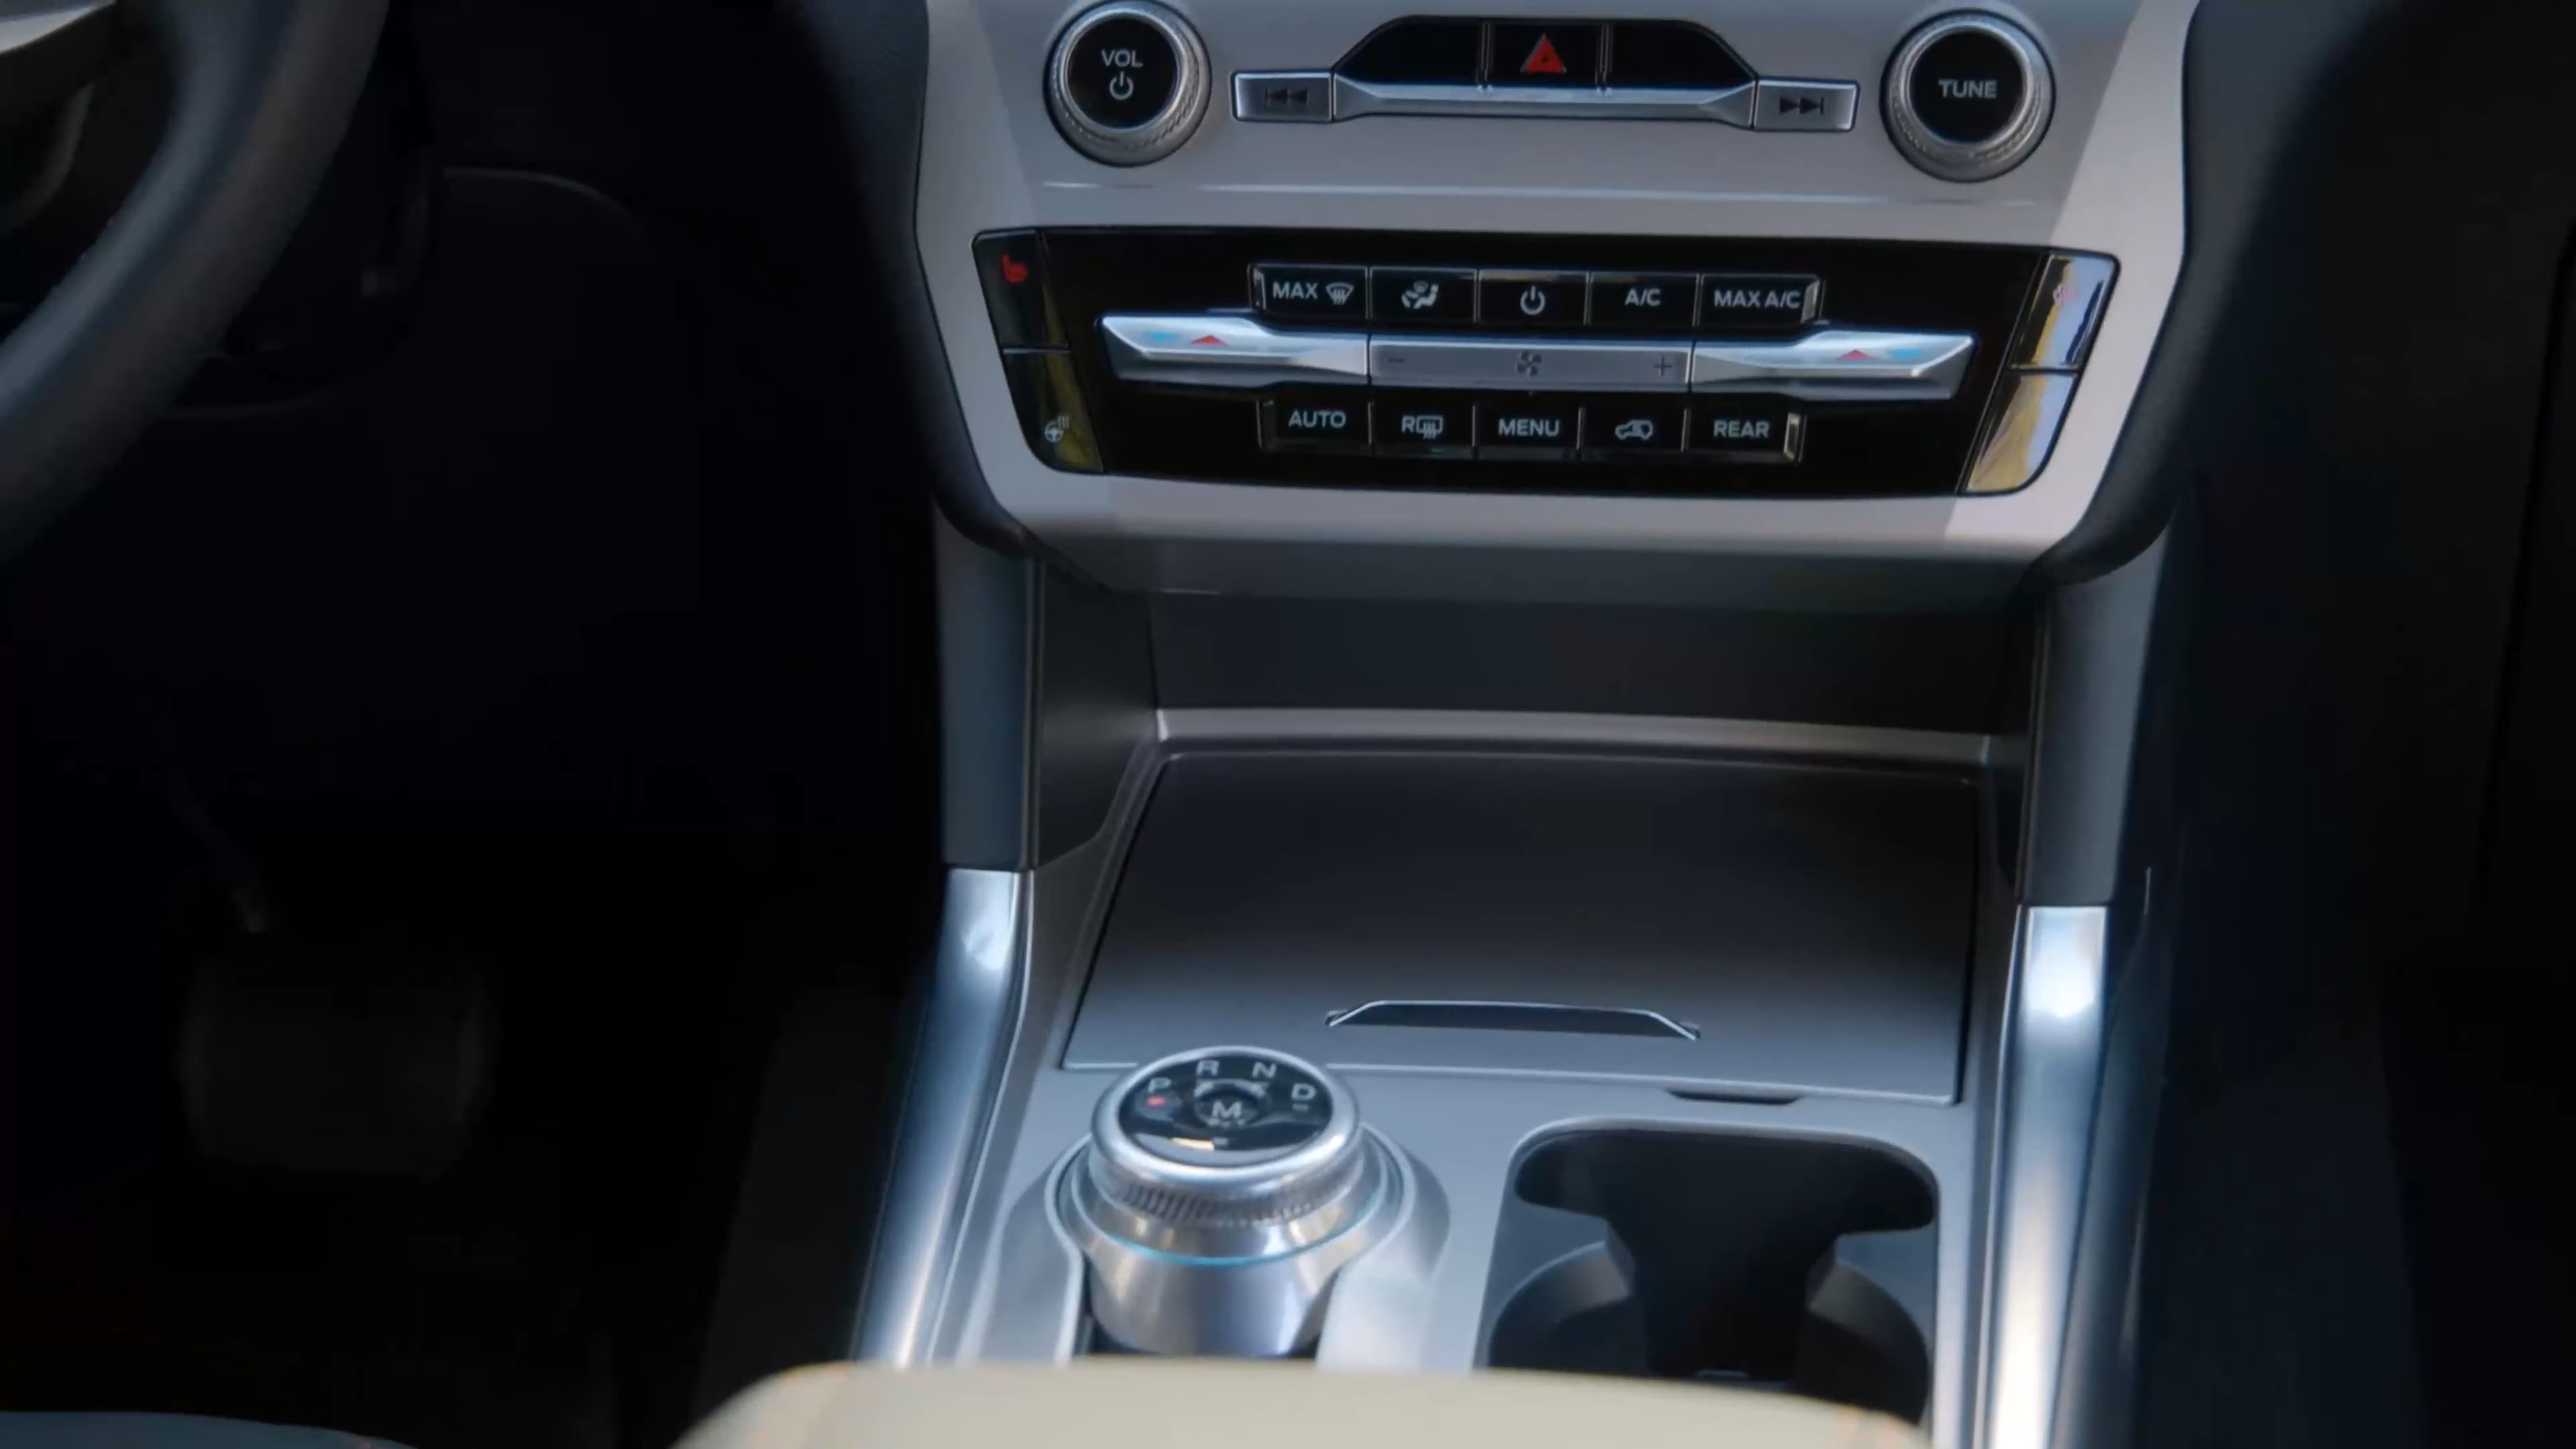 VOL
TUNE
MAX
A/C
MAX A/C
AUTO
R
MENU
REAR
P R N D
M